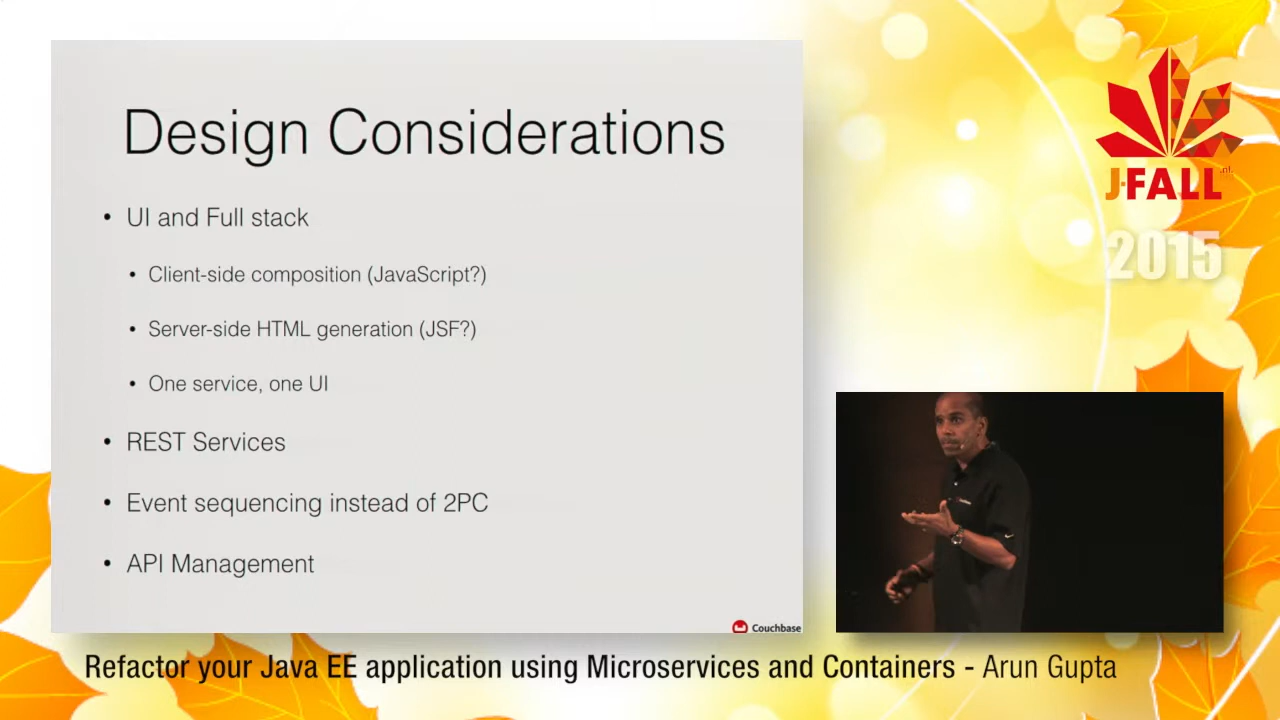 Design Considerations
• UI and Full stack
• Client-side composition (JavaScript?)
• Server-side HTML generation (JSF?)
• One service, one UI
• REST Services
• Event sequencing instead of 2PC
• API Management
Couchbase
J-FALL.nl
2015
Refactor your Java EE application using Microservices and Containers - Arun Gupta